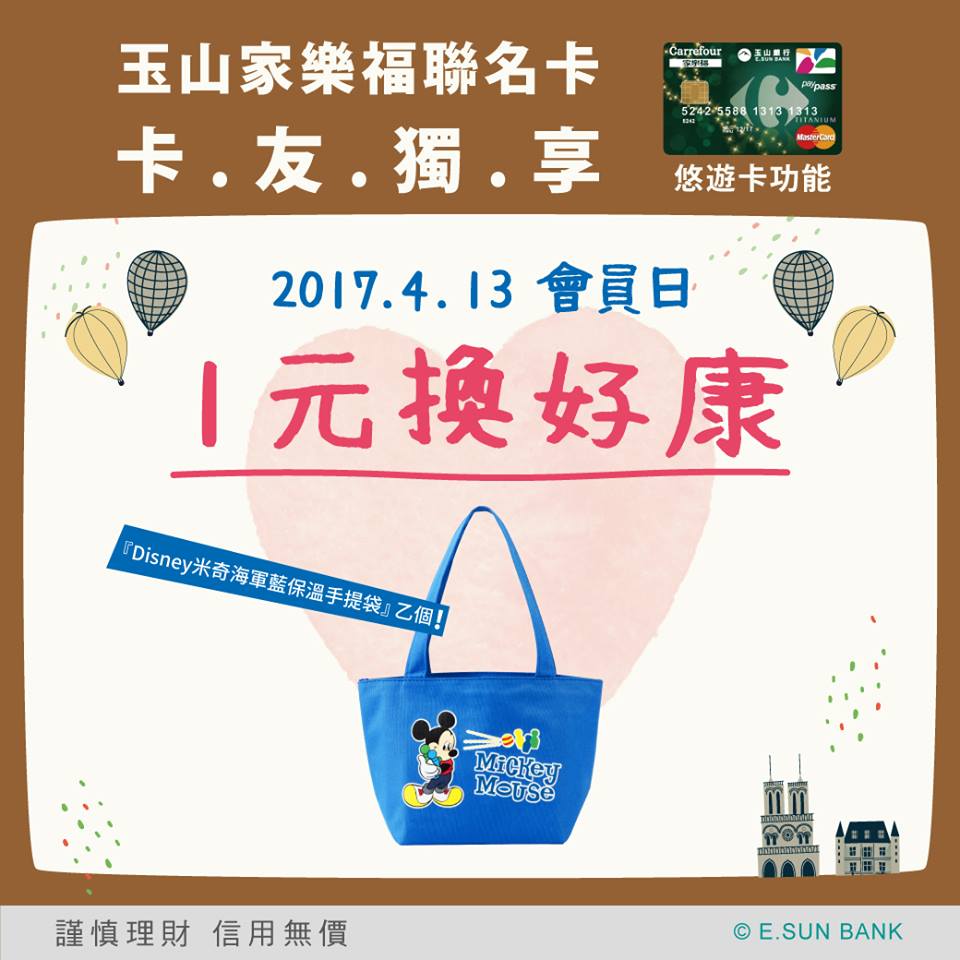 玉山家樂福聯名卡
卡.友.獨.享
Carrefour
家樂福
玉山銀行
E.SUN BANK
paypass
5242 5588 1313 1313
5242
12/17
TITANIUM
MasterCard
悠遊卡功能
2017.4.13 會員日
1元換好康
『Disney米奇海軍藍保溫手提袋』乙個!
Mickey
Mouse
謹慎理財 信用無價
© E.SUN BANK